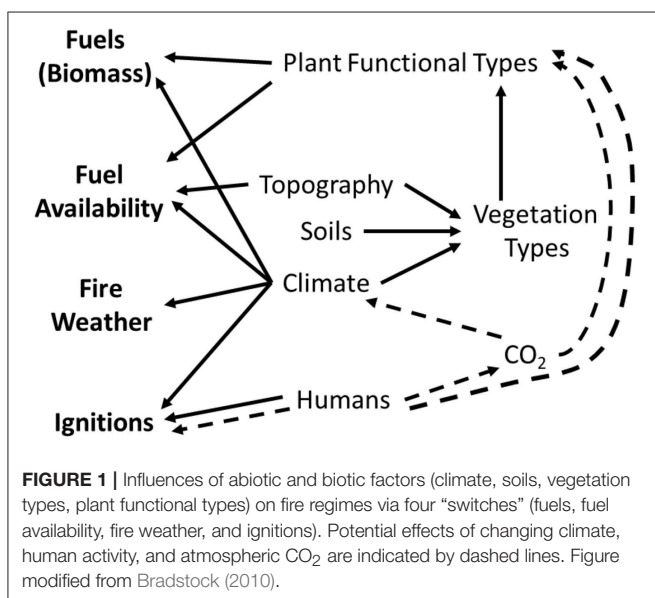 Fuels
(Biomass)
Plant Functional Types
Fuel
Availability
Topography
Soils
Vegetation
Types
Climate
Fire
Weather
CO₂
Humans
Ignitions
FIGURE 1 | Influences of abiotic and biotic factors (climate, soils, vegetation
types, plant functional types) on fire regimes via four “switches” (fuels, fuel
availability, fire weather, and ignitions). Potential effects of changing climate,
human activity, and atmospheric CO₂ are indicated by dashed lines. Figure
modified from Bradstock (2010).